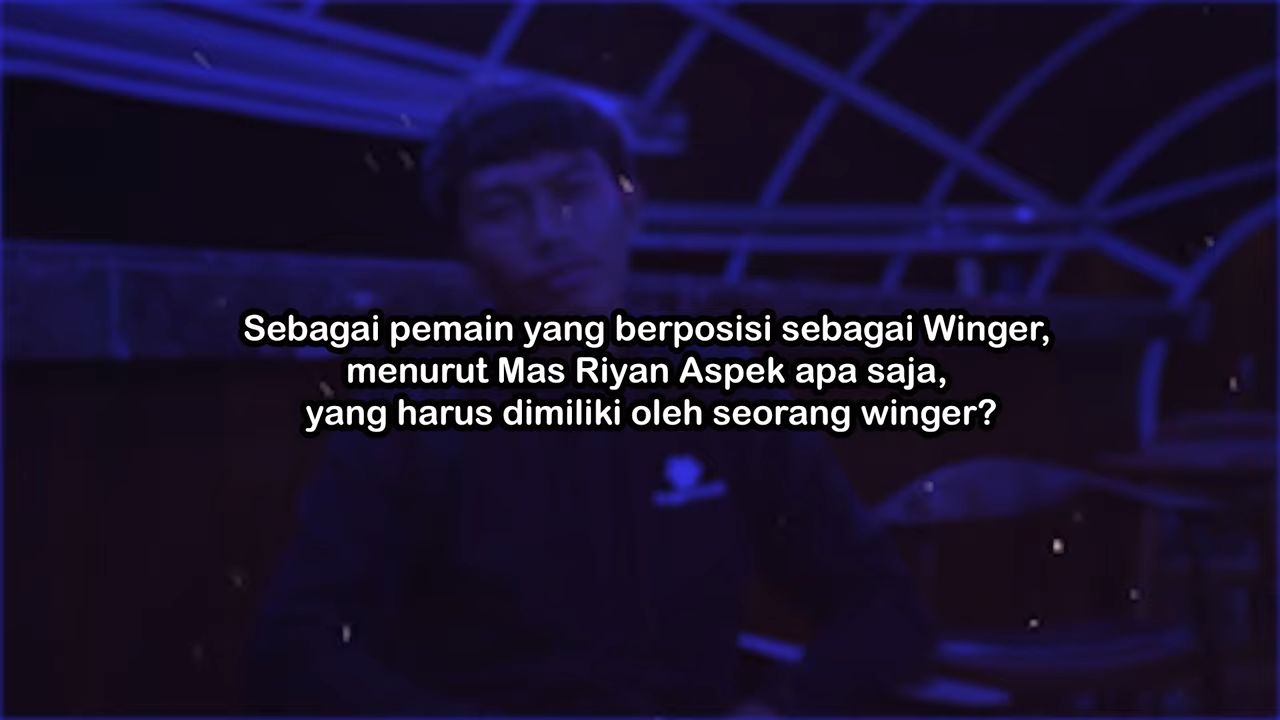 Sebagai pemain yang berposisi sebagai Winger,
menurut Mas Riyan Aspek apa saja,
yang harus dimiliki oleh seorang winger?